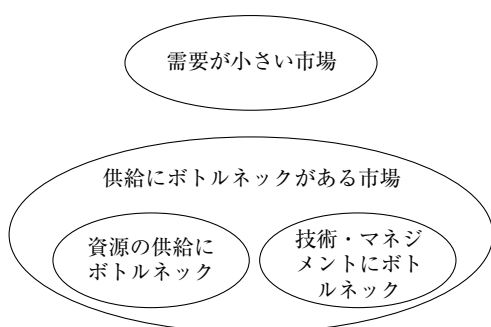 需要が小さい市場
供給にボトルネックがある市場
資源の供給に
ボトルネック
技術・マネジ
メントにボト
ルネック